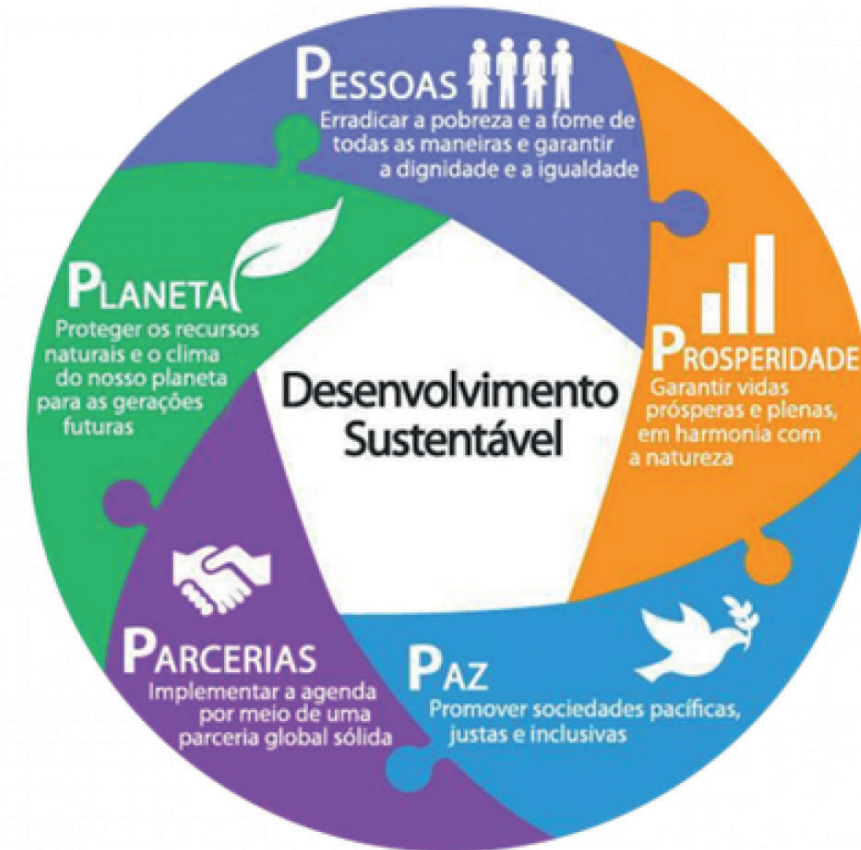 PESSOAS
Erradicar a pobreza e a fome de
todas as maneiras e garantir
a dignidade e a igualdade
PLANETA
Proteger os recursos
naturais e o clima
do nosso planeta
para as gerações
futuras
PROSPERIDADE
Garantir vidas
prósperas e plenas,
em harmonia com
a natureza
Desenvolvimento
Sustentável
PARCERIAS
Implementar a agenda
por meio de uma
parceria global sólida
PAZ
Promover sociedades pacíficas,
justas e inclusivas